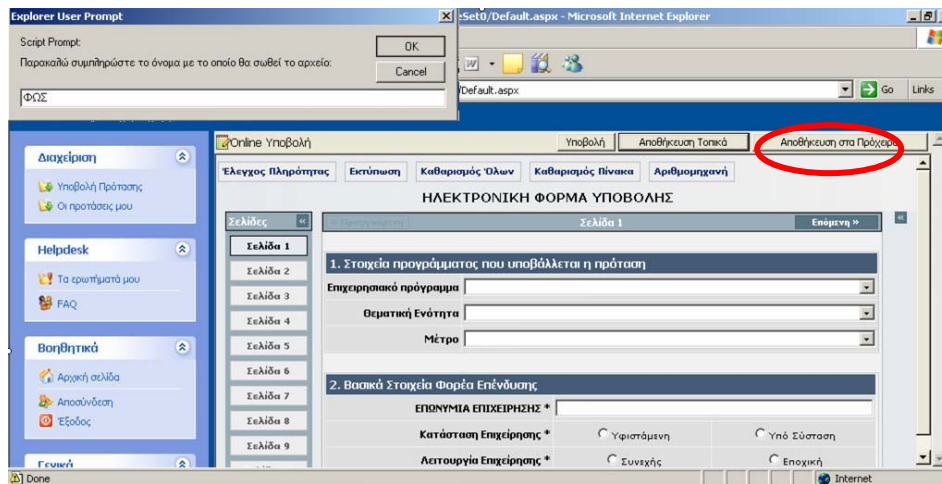 Explorer User Prompt
:Set0/Default.aspx - Microsoft Internet Explorer
Script Prompt:
OK
Παρακαλώ συμπληρώστε το όνομα με το οποίο θα σωθεί το αρχείο:
Cancel
/Default.aspx
Go
Links
ΦΩΣ
Online Υποβολή
Υποβολή
Αποθήκευση Τοπικά
Αποθήκευση στα Πρόχειρα
Διαχείριση
Υποβολή Πρότασης
Οι προτάσεις μου
Helpdesk
Τα ερωτήματά μου
FAQ
Βοηθητικά
Αρχική σελίδα
Αποσύνδεση
Έξοδος
Γενικά
Έλεγχος Πληρότητας
Εκτύπωση
Καθαρισμός Όλων
Καθαρισμός Πίνακα
Αριθμομηχανή
ΗΛΕΚΤΡΟΝΙΚΗ ΦΟΡΜΑ ΥΠΟΒΟΛΗΣ
Σελίδες
Σελίδα 1
Σελίδα 2
Σελίδα 3
Σελίδα 4
Σελίδα 5
Σελίδα 6
Σελίδα 7
Σελίδα 8
Σελίδα 9
Σελίδα 1
Επόμενη »
1. Στοιχεία προγράμματος που υποβάλλεται η πρόταση
Επιχειρησιακό πρόγραμμα
Θεματική Ενότητα
Μέτρο
2. Βασικά Στοιχεία Φορέα Επένδυσης
ΕΠΩΝΥΜΙΑ ΕΠΙΧΕΙΡΗΣΗΣ *
Κατάσταση Επιχείρησης *
Υφιστάμενη
Υπό Σύσταση
Λειτουργία Επιχείρησης *
Συνεχής
Εποχική
Done
Internet